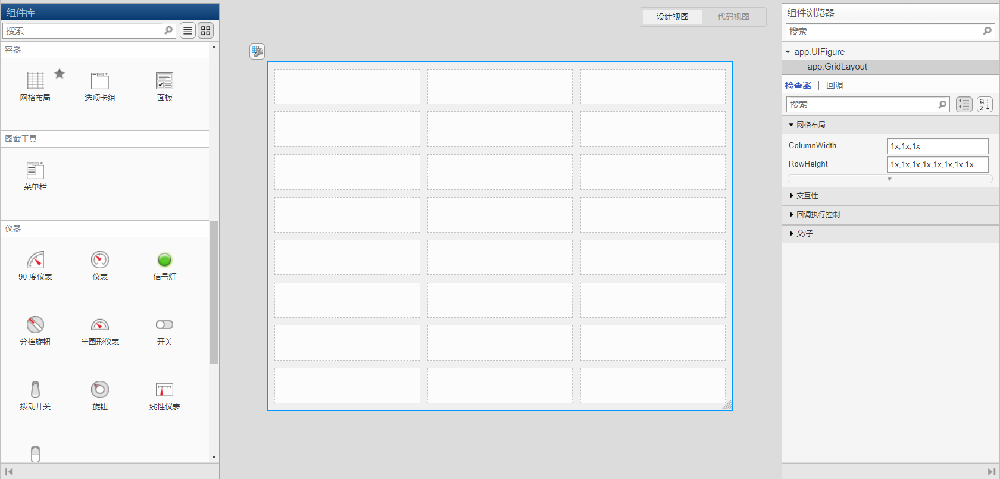 组件库
搜索
容器
网格布局
选项卡组
面板
图窗工具
菜单栏
仪器
90 度仪表
仪表
信号灯
分档旋钮
半圆形仪表
开关
拨动开关
旋钮
线性仪表
设计视图
代码视图
组件浏览器
搜索
app.UIFigure
app.GridLayout
检查器
回调
搜索
a
z
网格布局
ColumnWidth
1x,1x,1x
RowHeight
1x,1x,1x,1x,1x,1x,1x,1x
交互性
回调执行控制
父/子